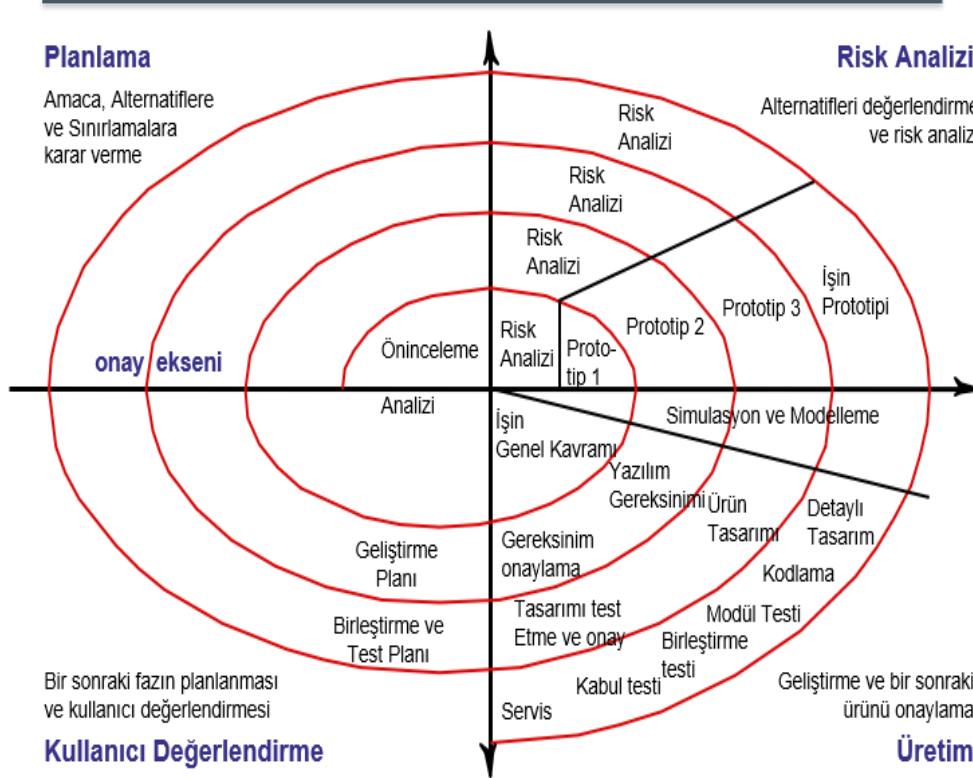 Planlama
Amaca, Alternatiflere
ve Sınırlamalara
karar verme
Risk Analizi
Alternatifleri değerlendirme
ve risk analiz
Risk
Analizi
Risk
Analizi
Risk
Analizi
Risk
Analizi
Proto-
tip 1
Prototip 2
Prototip 3
İşin
Prototipi
Öninceleme
onay ekseni
Analizi
İşin
Genel Kavramı
Simulasyon ve Modelleme
Yazılım
Gereksinimi
Ürün
Tasarımı
Detaylı
Tasarım
Gereksinim
onaylama
Kodlama
Geliştirme
Planı
Tasarımı test
Etme ve onay
Modül Testi
Birleştirme
testi
Birleştirme ve
Test Planı
Kabul testi
Servis
Bir sonraki fazın planlanması
ve kullanıcı değerlendirmesi
Kullanıcı Değerlendirme
Geliştirme ve bir sonraki
ürünü onaylama
Üretim